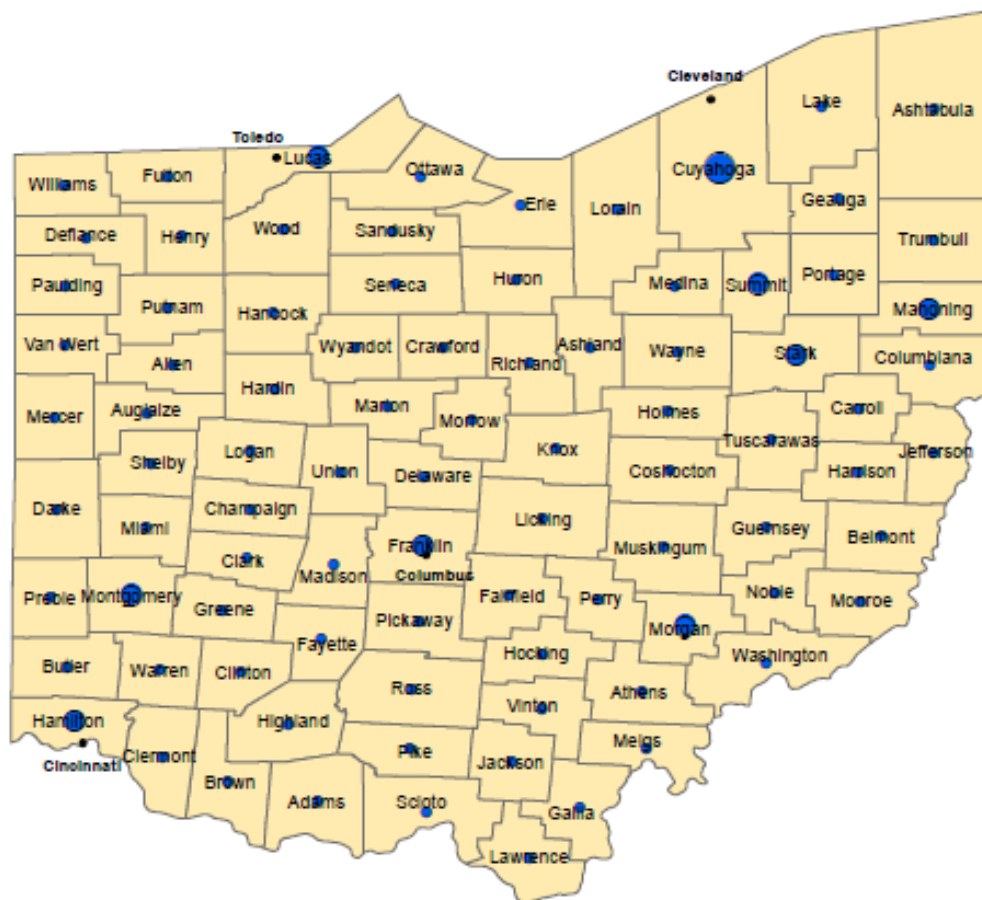 Cleveland
Lake
Ashtabula
Toledo
Lucas
Cuyahoga
Ottawa
Williams
Fulton
Geauga
Erie
Lorain
Wood
Sandusky
Defiance
Henry
Trumbull
Paulding
Seneca
Huron
Medina
Summit
Portage
Putnam
Hancock
Mahoning
Van Wert
Wyandot
Crawford
Ashland
Wayne
Stark
Columbiana
Allen
Richland
Hardin
Mercer
Auglaize
Marion
Morrow
Holmes
Carroll
Tuscarawas
Logan
Knox
Jefferson
Shelby
Union
Delaware
Coshocton
Harrison
Darke
Champaign
Licking
Miami
Guernsey
Belmont
Franklin
Muskingum
Clark
Madison
Columbus
Preble
Montgomery
Greene
Fairfield
Perry
Noble
Monroe
Pickaway
Morgan
Fayette
Hocking
Washington
Butler
Warren
Clinton
Ross
Athens
Vinton
Hamilton
Highland
Meigs
Cincinnati
Clermont
Pike
Jackson
Brown
Adams
Scioto
Gallia
Lawrence